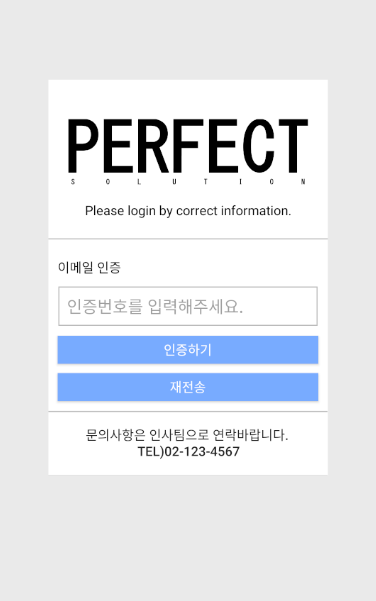 PERFECT
SOLUTION
Please login by correct information.
이메일 인증
인증번호를 입력해주세요.
인증하기
재전송
문의사항은 인사팀으로 연락바랍니다.
TEL)02-123-4567